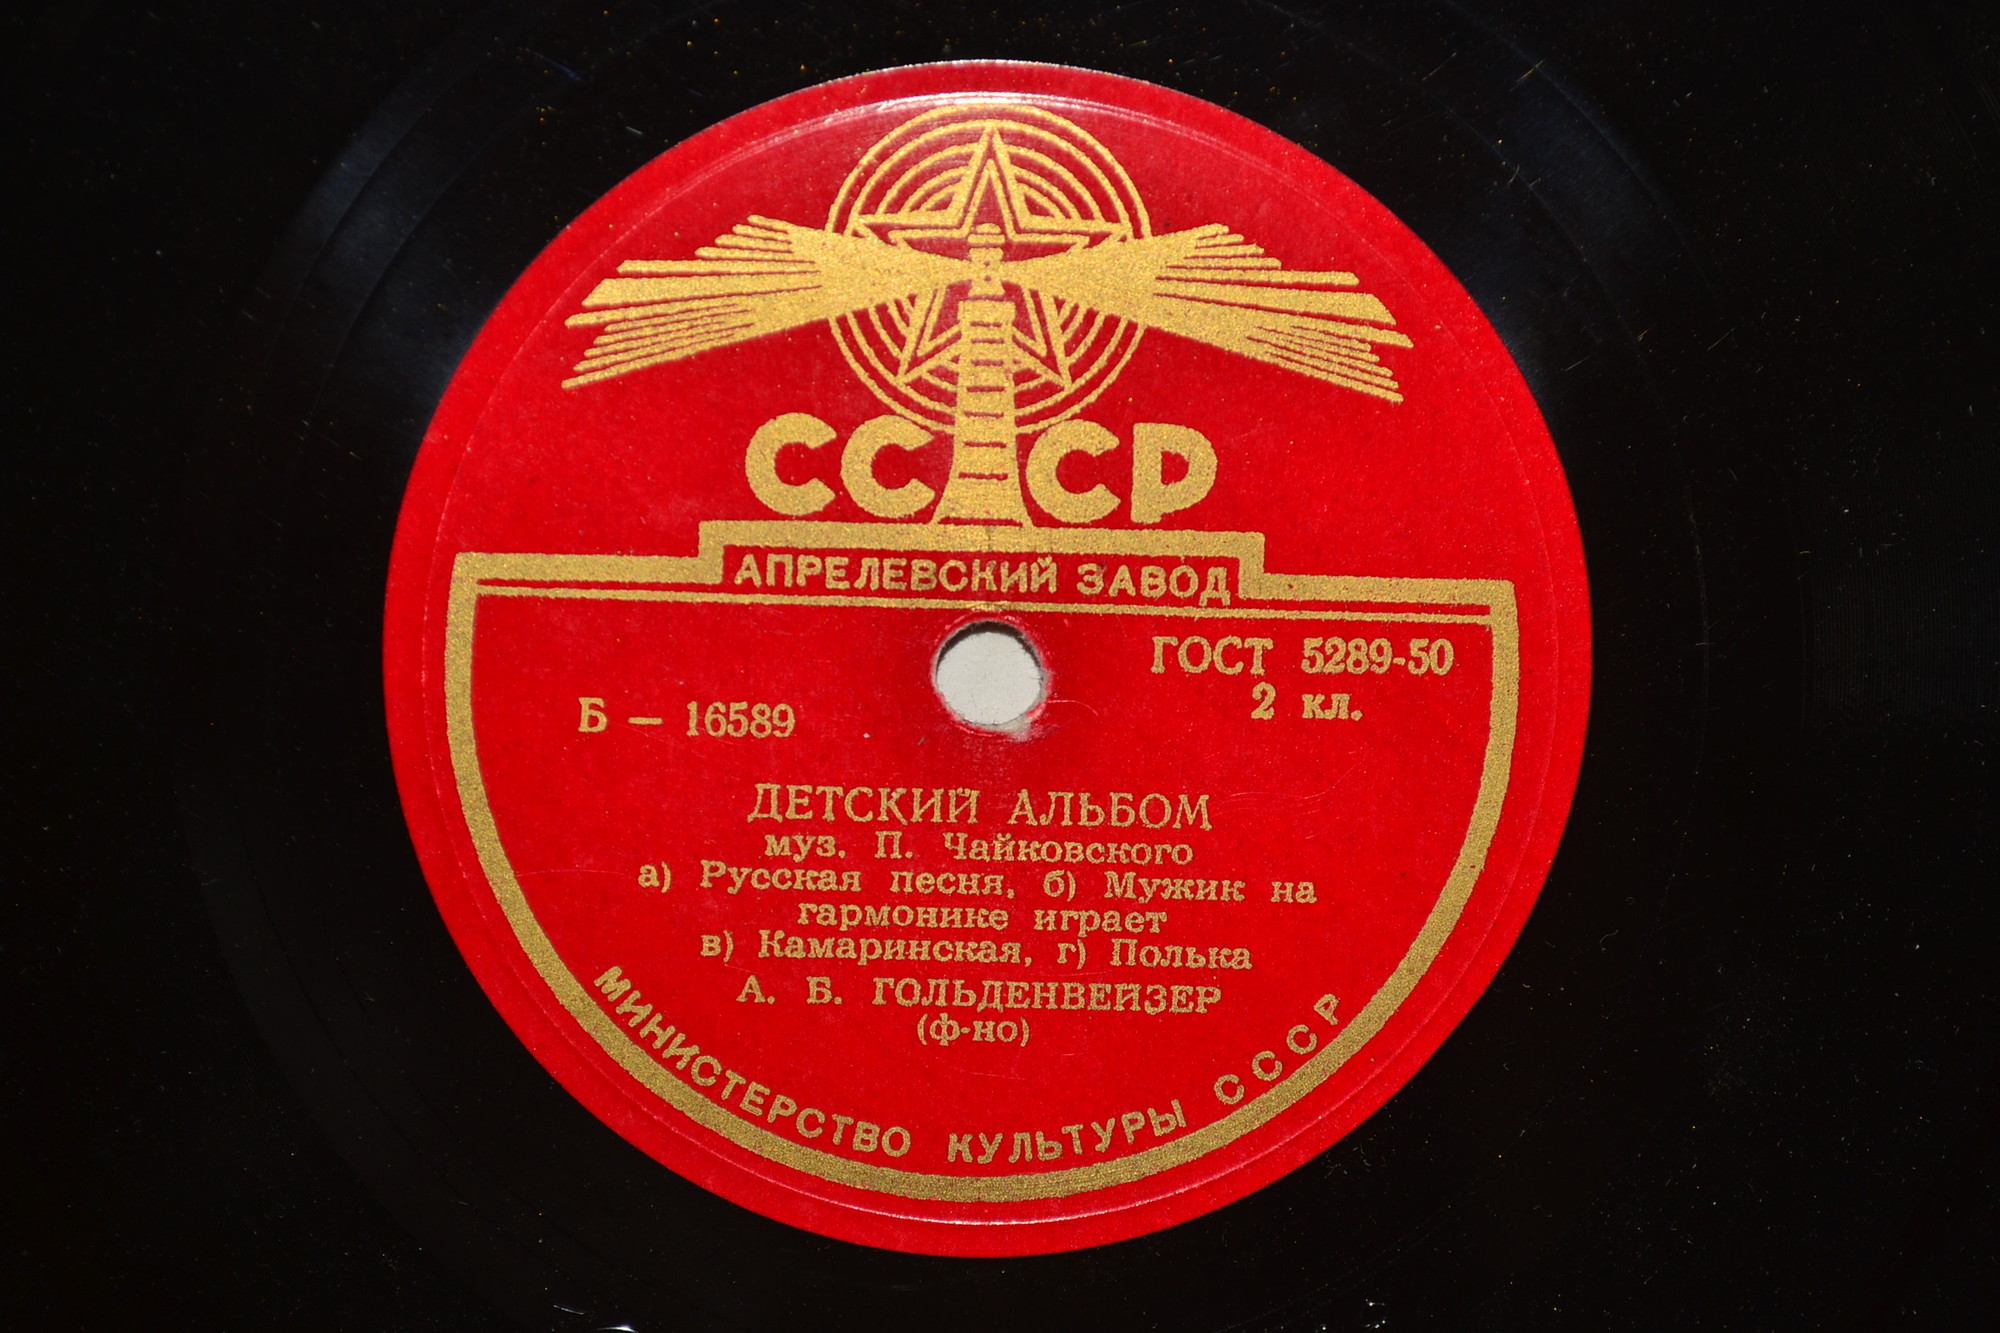 СССР
АПРЕЛЕВСКИЙ ЗАВОД
ГОСТ 5289-50
2 кл.
Б — 16589
ДЕТСКИЙ АЛЬБОМ
муз. П. Чайковского
а) Русская песня, б) Мужик на
гармонике играет
в) Камаринская, г) Полька
А. Б. ГОЛЬДЕНВЕЙЗЕР
(ф-но)
МИНИСТЕРСТВО КУЛЬТУРЫ СССР